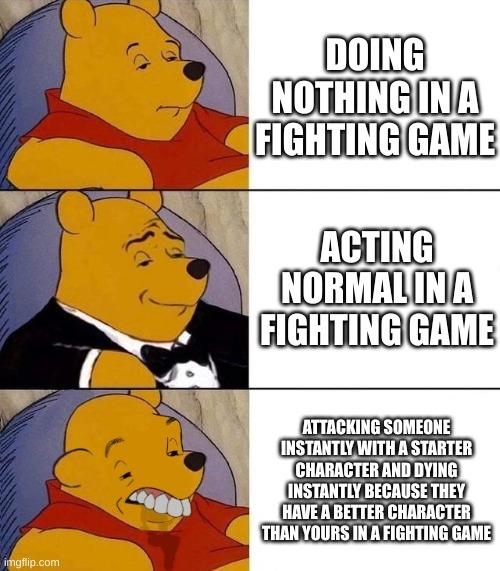 DOING
NOTHING IN A
FIGHTING GAME
ACTING
NORMAL IN A
FIGHTING GAME
ATTACKING SOMEONE
INSTANTLY WITH A STARTER
CHARACTER AND DYING
INSTANTLY BECAUSE THEY
HAVE A BETTER CHARACTER
THAN YOURS IN A FIGHTING GAME
imgflip.com